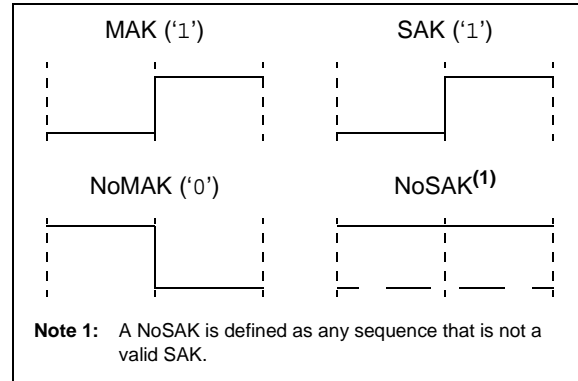 MAK (‘1’)
SAK (‘1’)
NoMAK (‘0’)
NoSAK(1)
Note 1: A NoSAK is defined as any sequence that is not a
valid SAK.